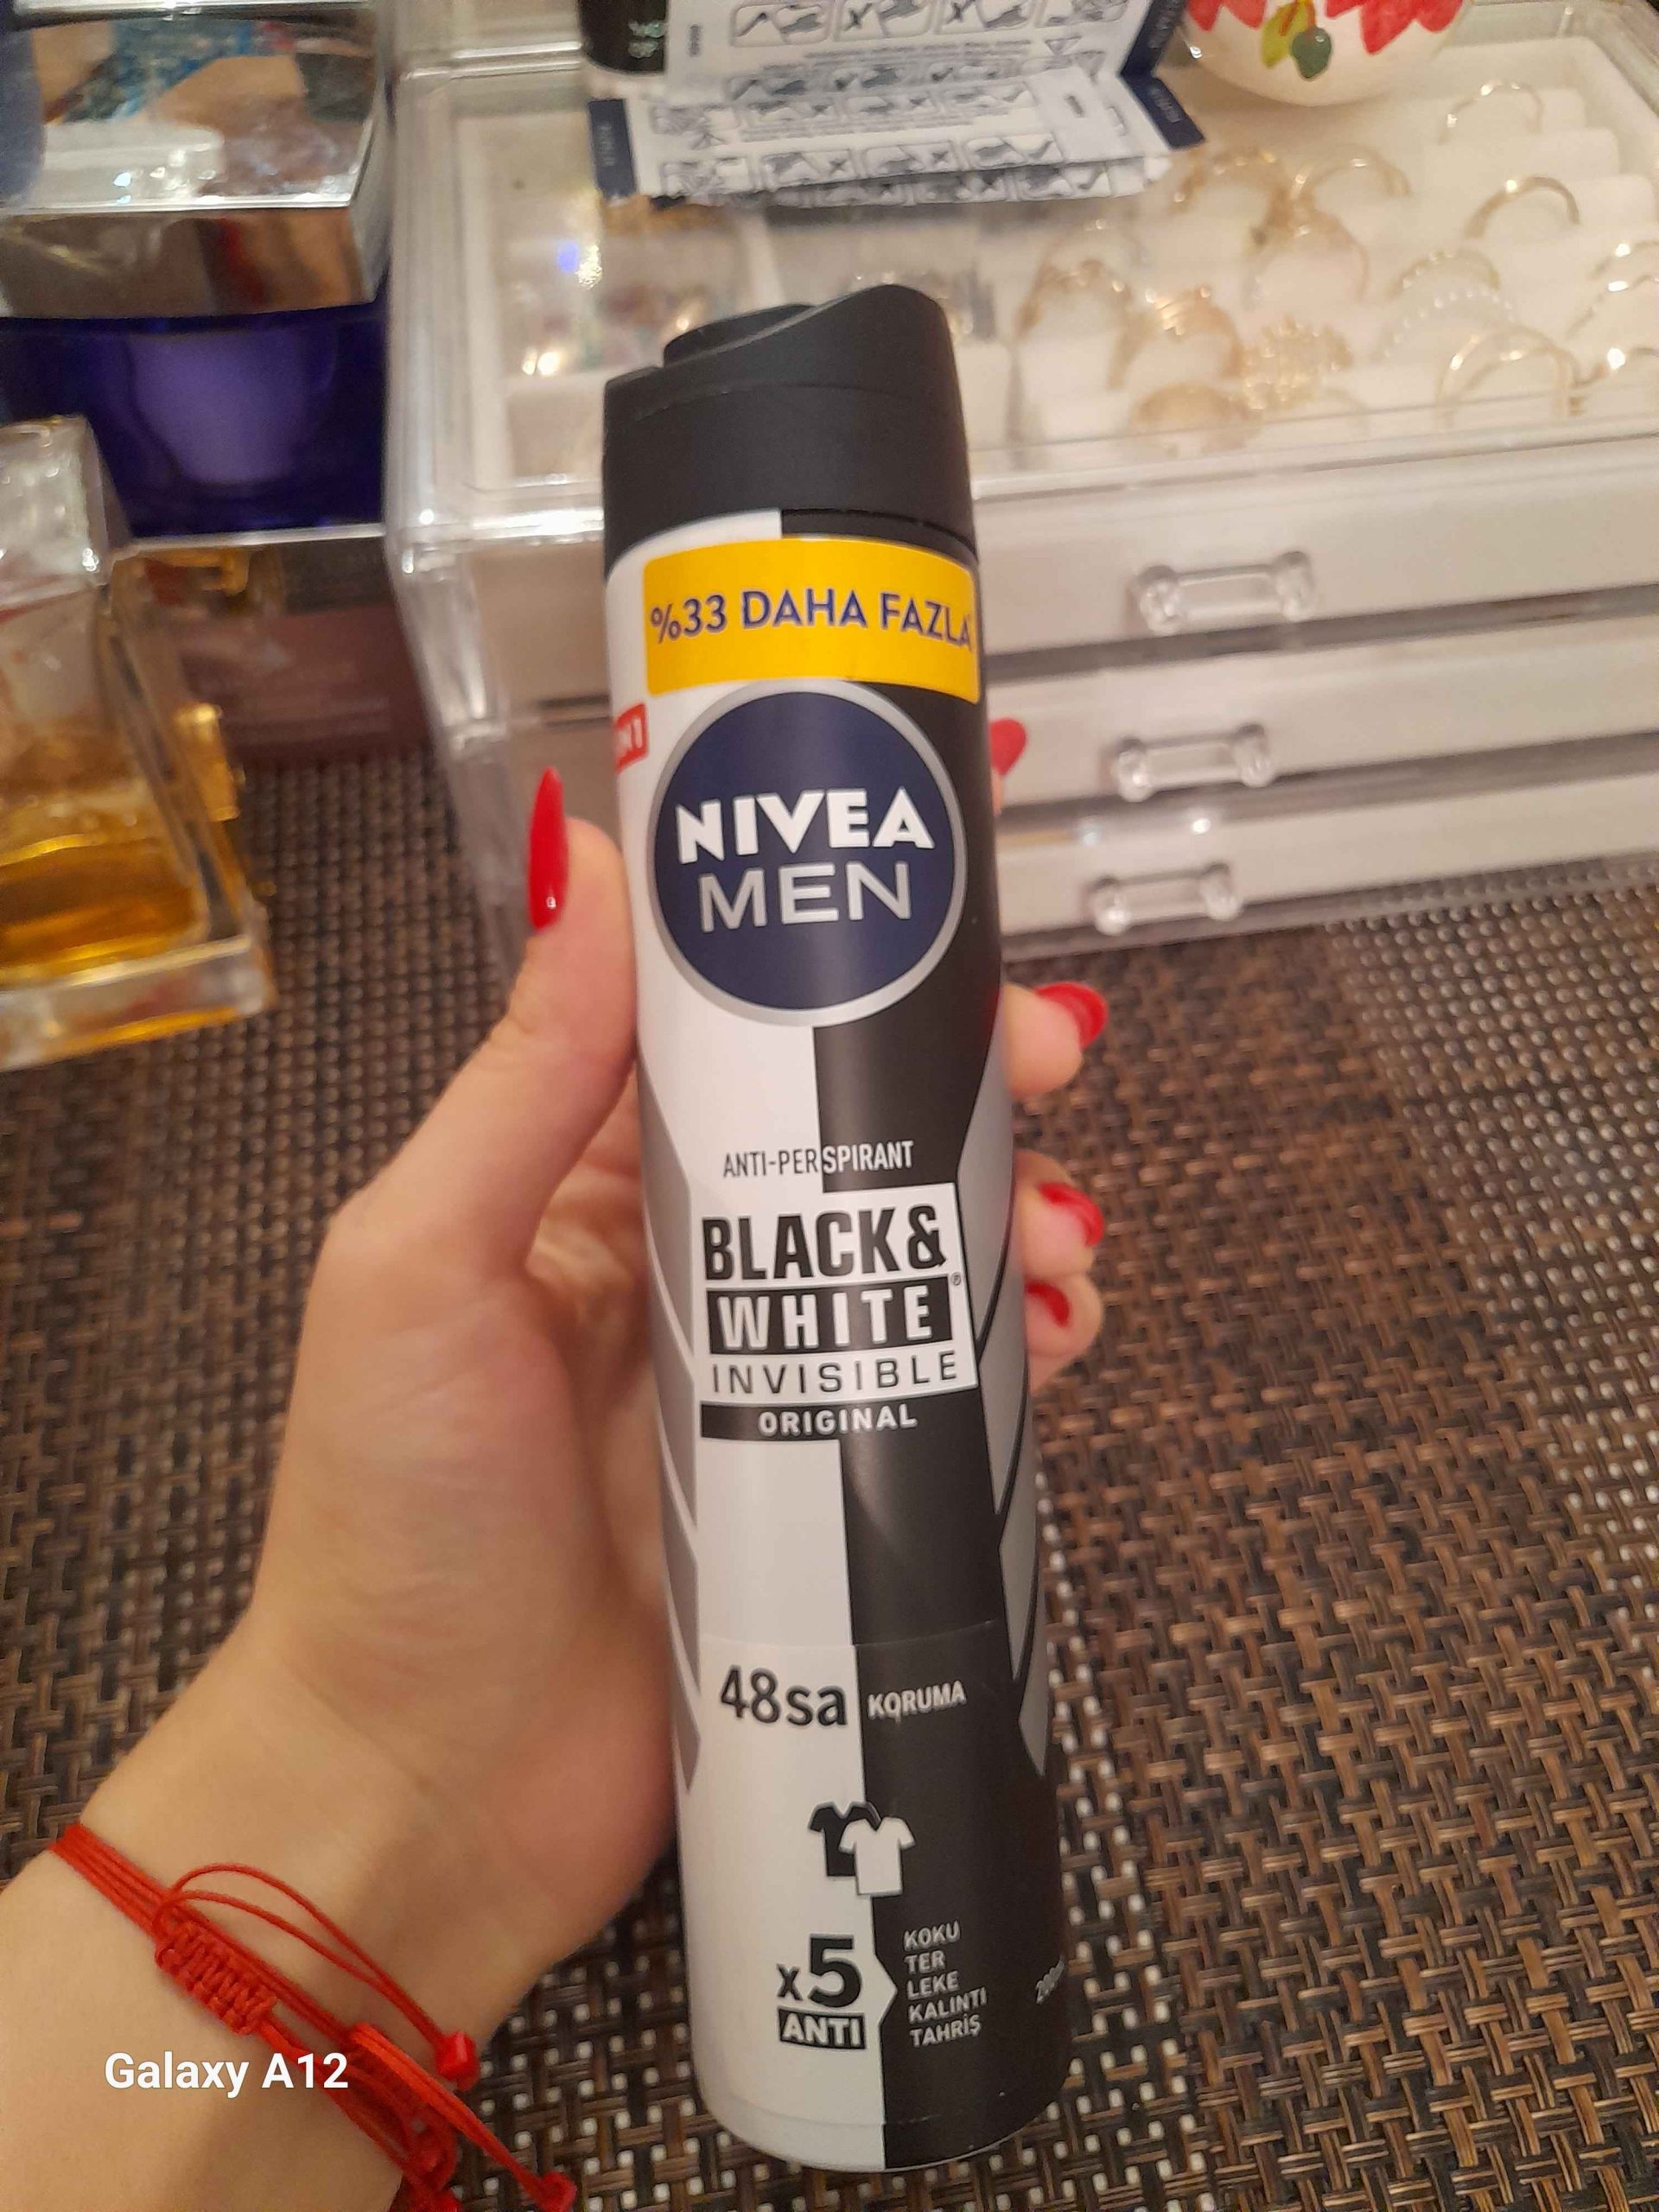 %33 DAHA FAZLA
NIVEA
MEN
ANTI-PERSPIRANT
BLACK&
WHITE®
INVISIBLE
ORIGINAL
48sa KORUMA
x5
ANTI
KOKU
TER
LEKE
KALINTI
TAHRİŞ
Galaxy A12